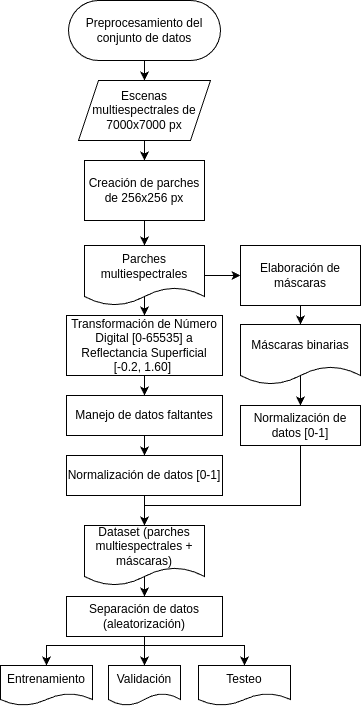 Preprocesamiento del
conjunto de datos
Escenas
multiespectrales de
7000x7000 px
Creación de parches
de 256x256 px
Parches
multiespectrales
Elaboración de
máscaras
Transformación de Número
Digital [0-65535] a
Reflectancia Superficial
[-0.2, 1.60]
Máscaras binarias
Manejo de datos faltantes
Normalización de
datos [0-1]
Normalización de datos [0-1]
Dataset (parches
multiespectrales +
máscaras)
Separación de datos
(aleatorización)
Entrenamiento
Validación
Testeo